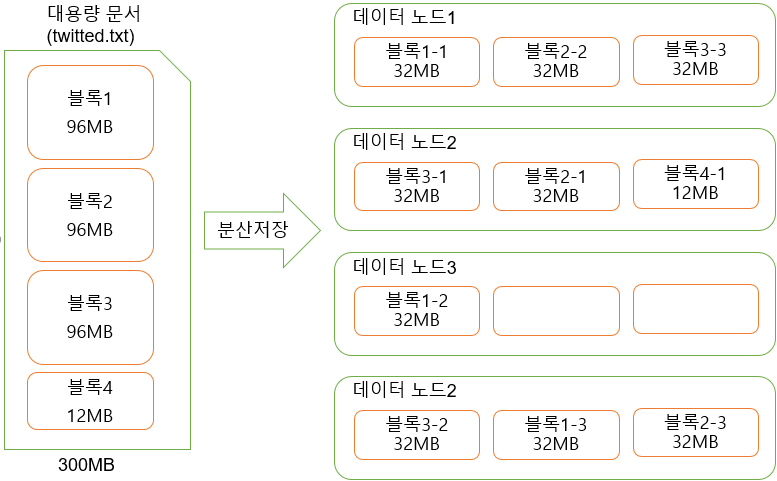 대용량 문서
(twitted.txt)
블록1
96MB
블록2
96MB
블록3
96MB
블록4
12MB
300MB
분산저장
데이터 노드1
블록1-1
32MB
블록2-2
32MB
블록3-3
32MB
데이터 노드2
블록3-1
32MB
블록2-1
32MB
블록4-1
12MB
데이터 노드3
블록1-2
32MB
데이터 노드2
블록3-2
32MB
블록1-3
32MB
블록2-3
32MB